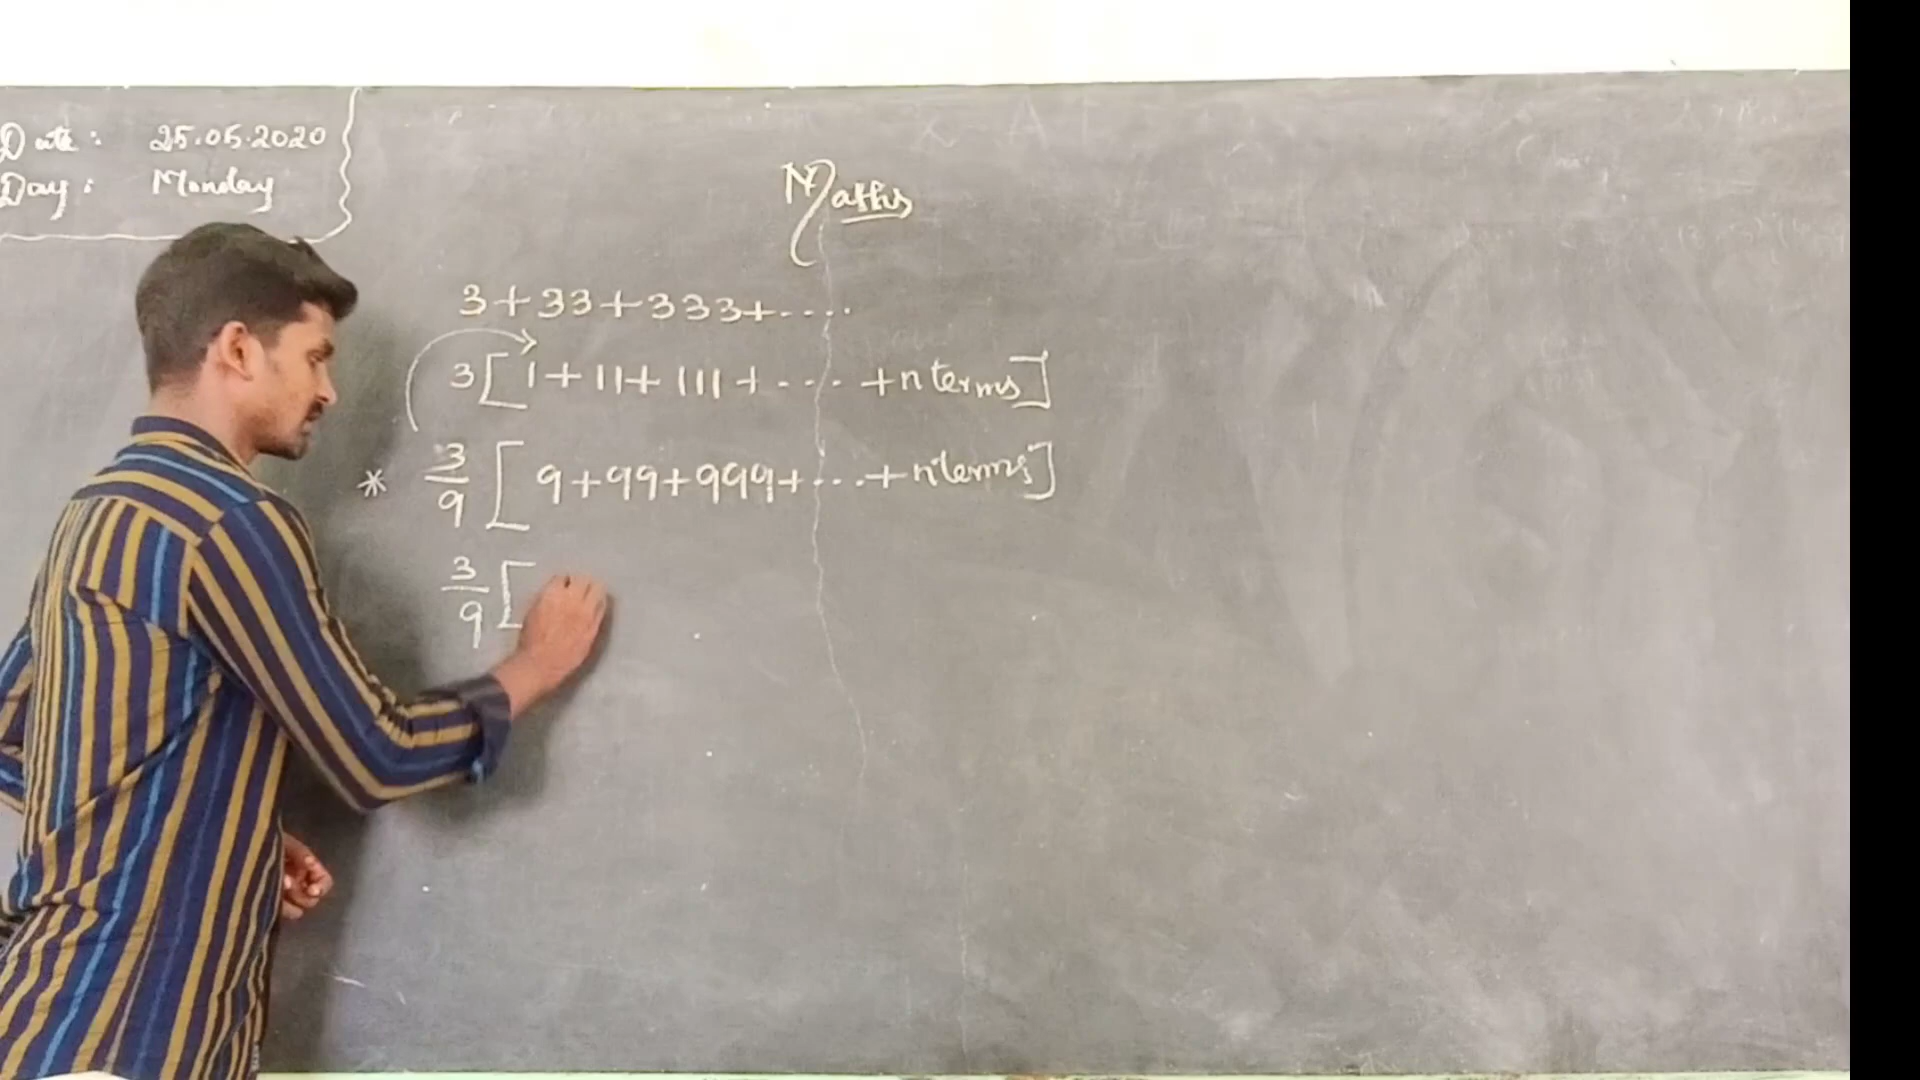 Date : 25.05.2020
Day : Monday
Maths
3+33+333+.....
3[1+11+111+.....+n terms]
* 3/9 [9+99+999+...+n terms]
3/9 [